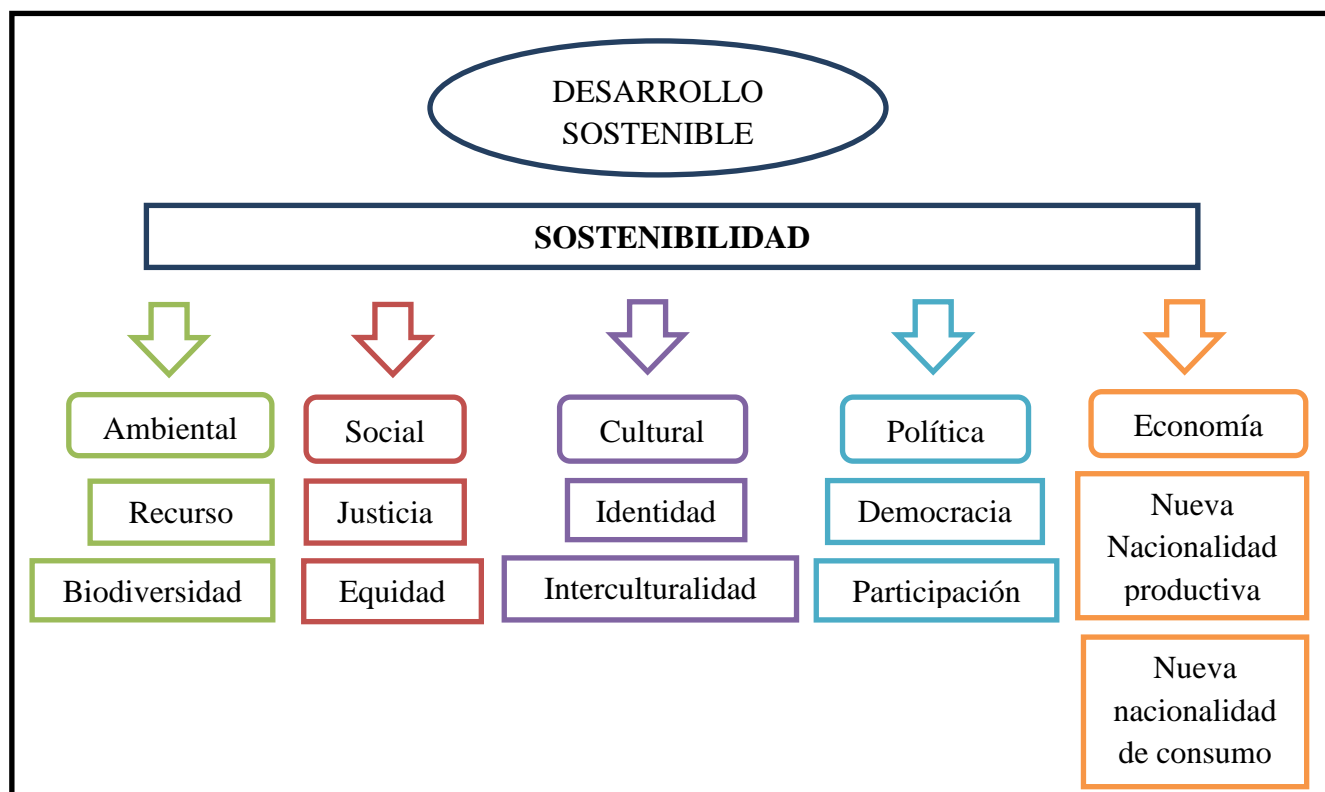 DESARROLLO
SOSTENIBLE
SOSTENIBILIDAD
Ambiental
Social
Cultural
Política
Economía
Recurso
Justicia
Identidad
Democracia
Nueva
Nacionalidad
productiva
Biodiversidad
Equidad
Interculturalidad
Participación
Nueva
nacionalidad
de consumo